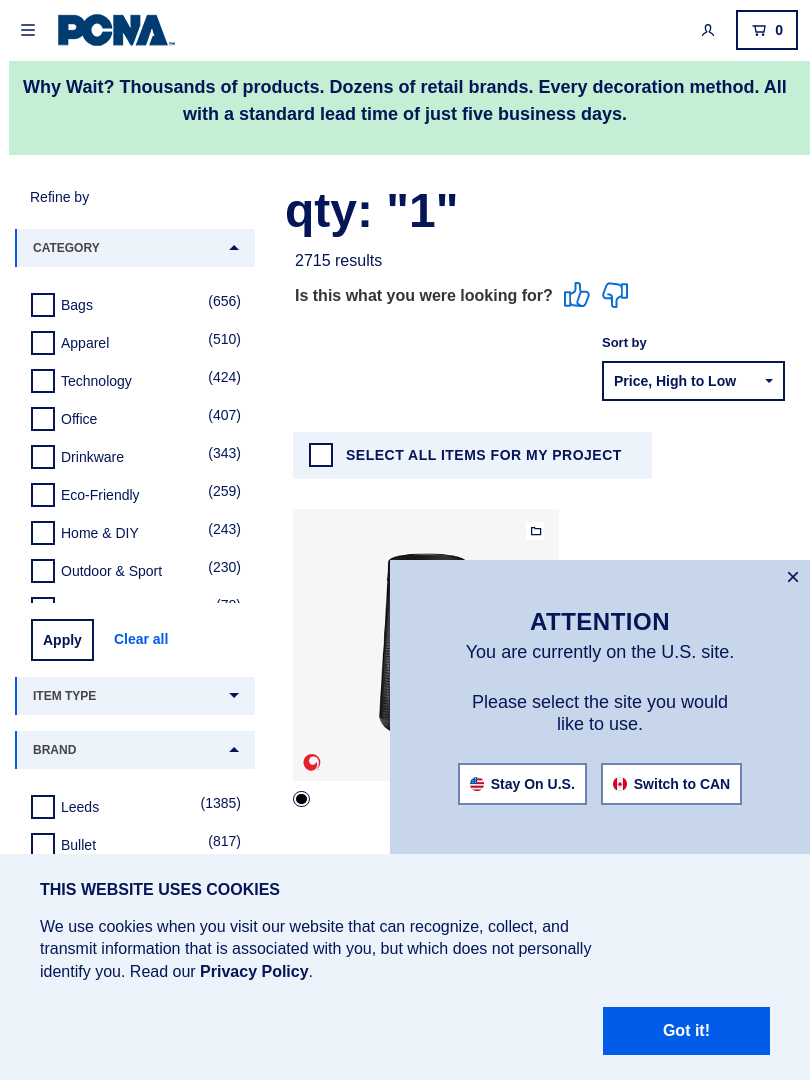 PCNA™
0
Why Wait? Thousands of products. Dozens of retail brands. Every decoration method. All
with a standard lead time of just five business days.
Refine by
qty: "1"
2715 results
Is this what you were looking for?
CATEGORY
Bags (656)
Apparel (510)
Technology (424)
Office (407)
Drinkware (343)
Eco-Friendly (259)
Home & DIY (243)
Outdoor & Sport (230)
Apply
Clear all
ITEM TYPE
BRAND
Leeds (1385)
Bullet (817)
Sort by
Price, High to Low
SELECT ALL ITEMS FOR MY PROJECT
ATTENTION
You are currently on the U.S. site.
Please select the site you would
like to use.
Stay On U.S.
Switch to CAN
THIS WEBSITE USES COOKIES
We use cookies when you visit our website that can recognize, collect, and
transmit information that is associated with you, but which does not personally
identify you. Read our Privacy Policy.
Got it!